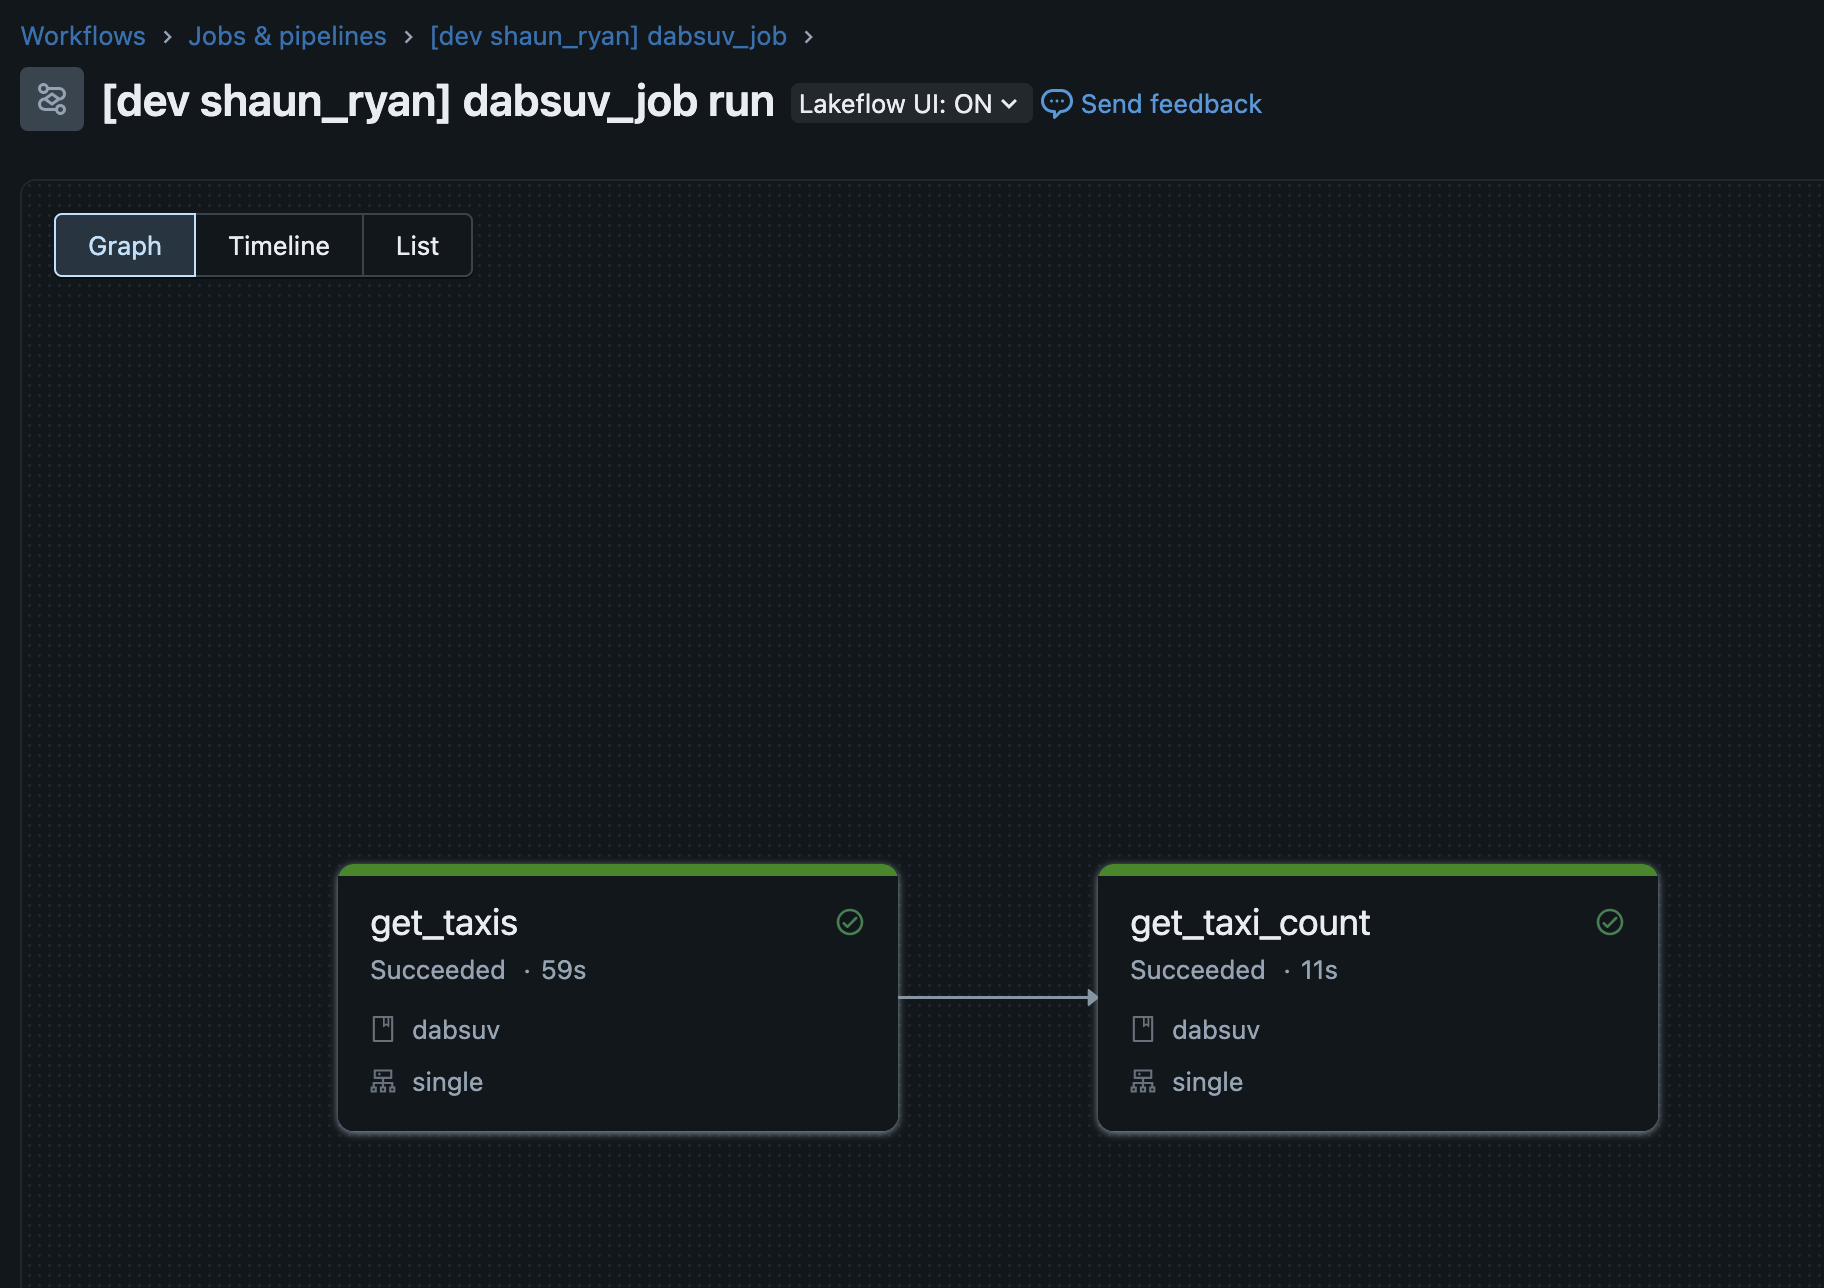 Workflows › Jobs & pipelines › [dev shaun_ryan] dabsuv_job ›
[dev shaun_ryan] dabsuv_job run Lakeflow UI: ON Send feedback
Graph Timeline List
get_taxis
Succeeded · 59s
dabsuv
single
get_taxi_count
Succeeded · 11s
dabsuv
single